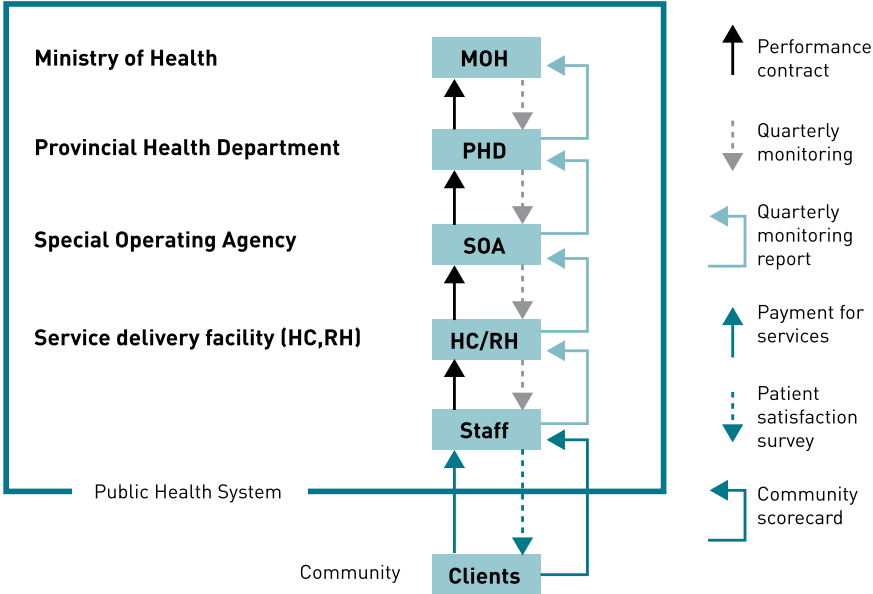 Ministry of Health
MOH
Provincial Health Department
PHD
Special Operating Agency
SOA
Service delivery facility (HC,RH)
HC/RH
Staff
Public Health System
Community
Clients
Performance
contract
Quarterly
monitoring
Quarterly
monitoring
report
Payment for
services
Patient
satisfaction
survey
Community
scorecard